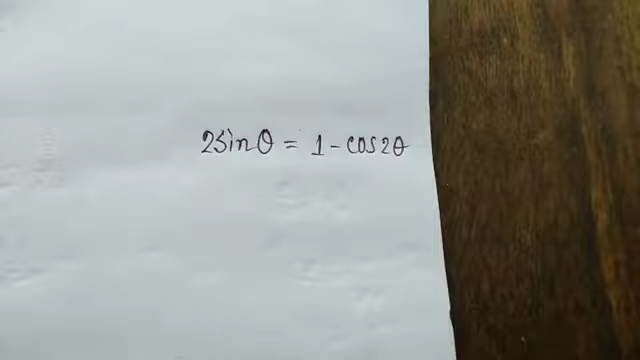 2sinθ = 1 - cos2θ